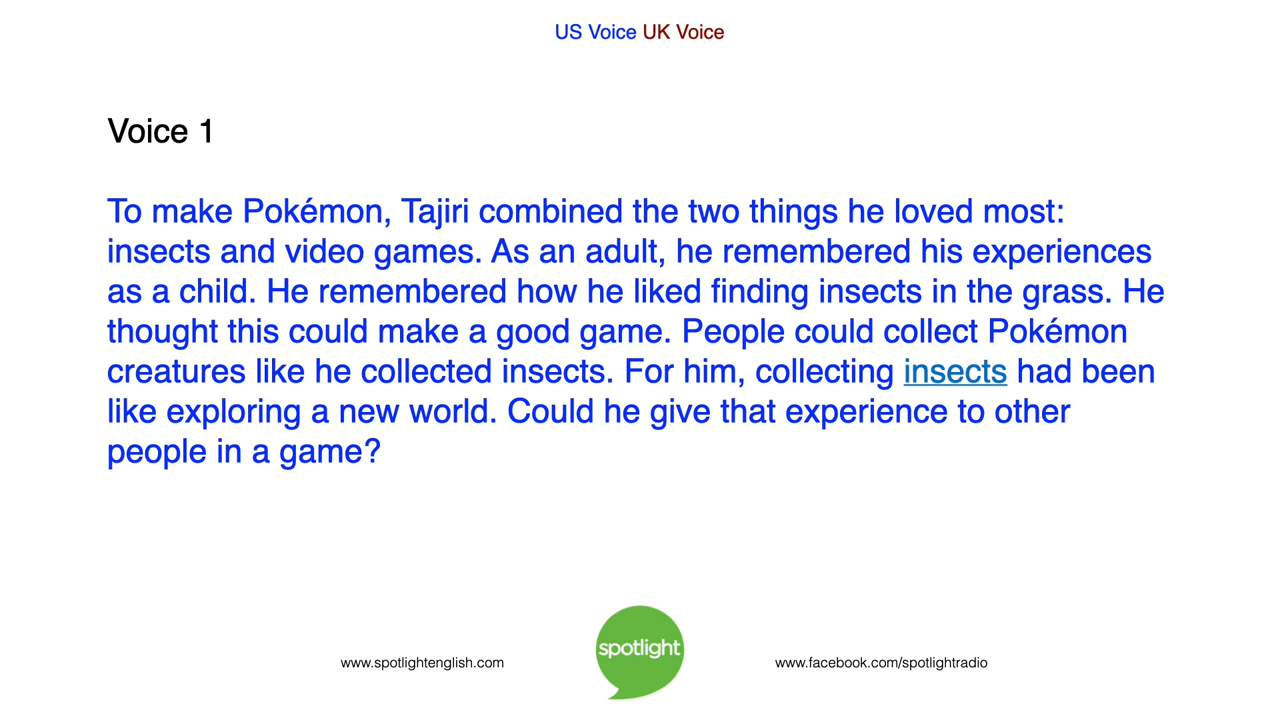 US Voice UK Voice
Voice 1
To make Pokémon, Tajiri combined the two things he loved most:
insects and video games. As an adult, he remembered his experiences
as a child. He remembered how he liked finding insects in the grass. He
thought this could make a good game. People could collect Pokémon
creatures like he collected insects. For him, collecting insects had been
like exploring a new world. Could he give that experience to other
people in a game?
www.spotlightenglish.com
spotlight
www.facebook.com/spotlightradio